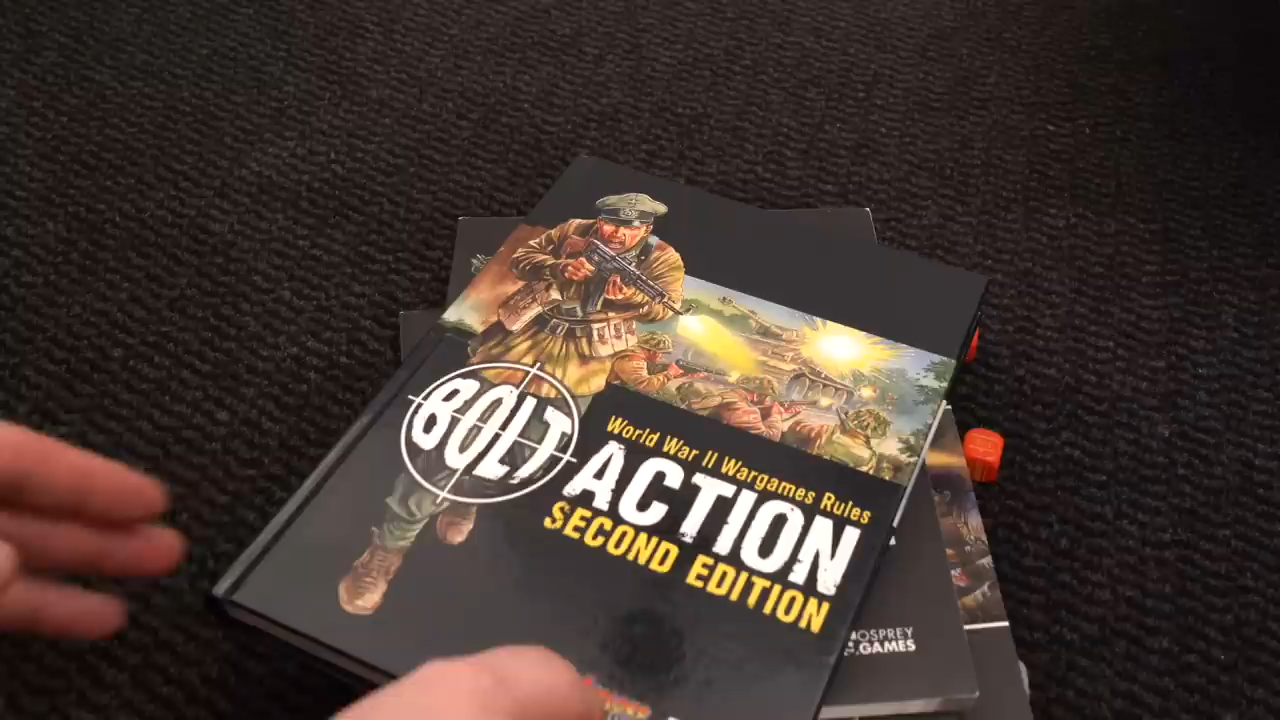 BOLT
World War II Wargames Rules
ACTION
SECOND EDITION
OSPREY
GAMES